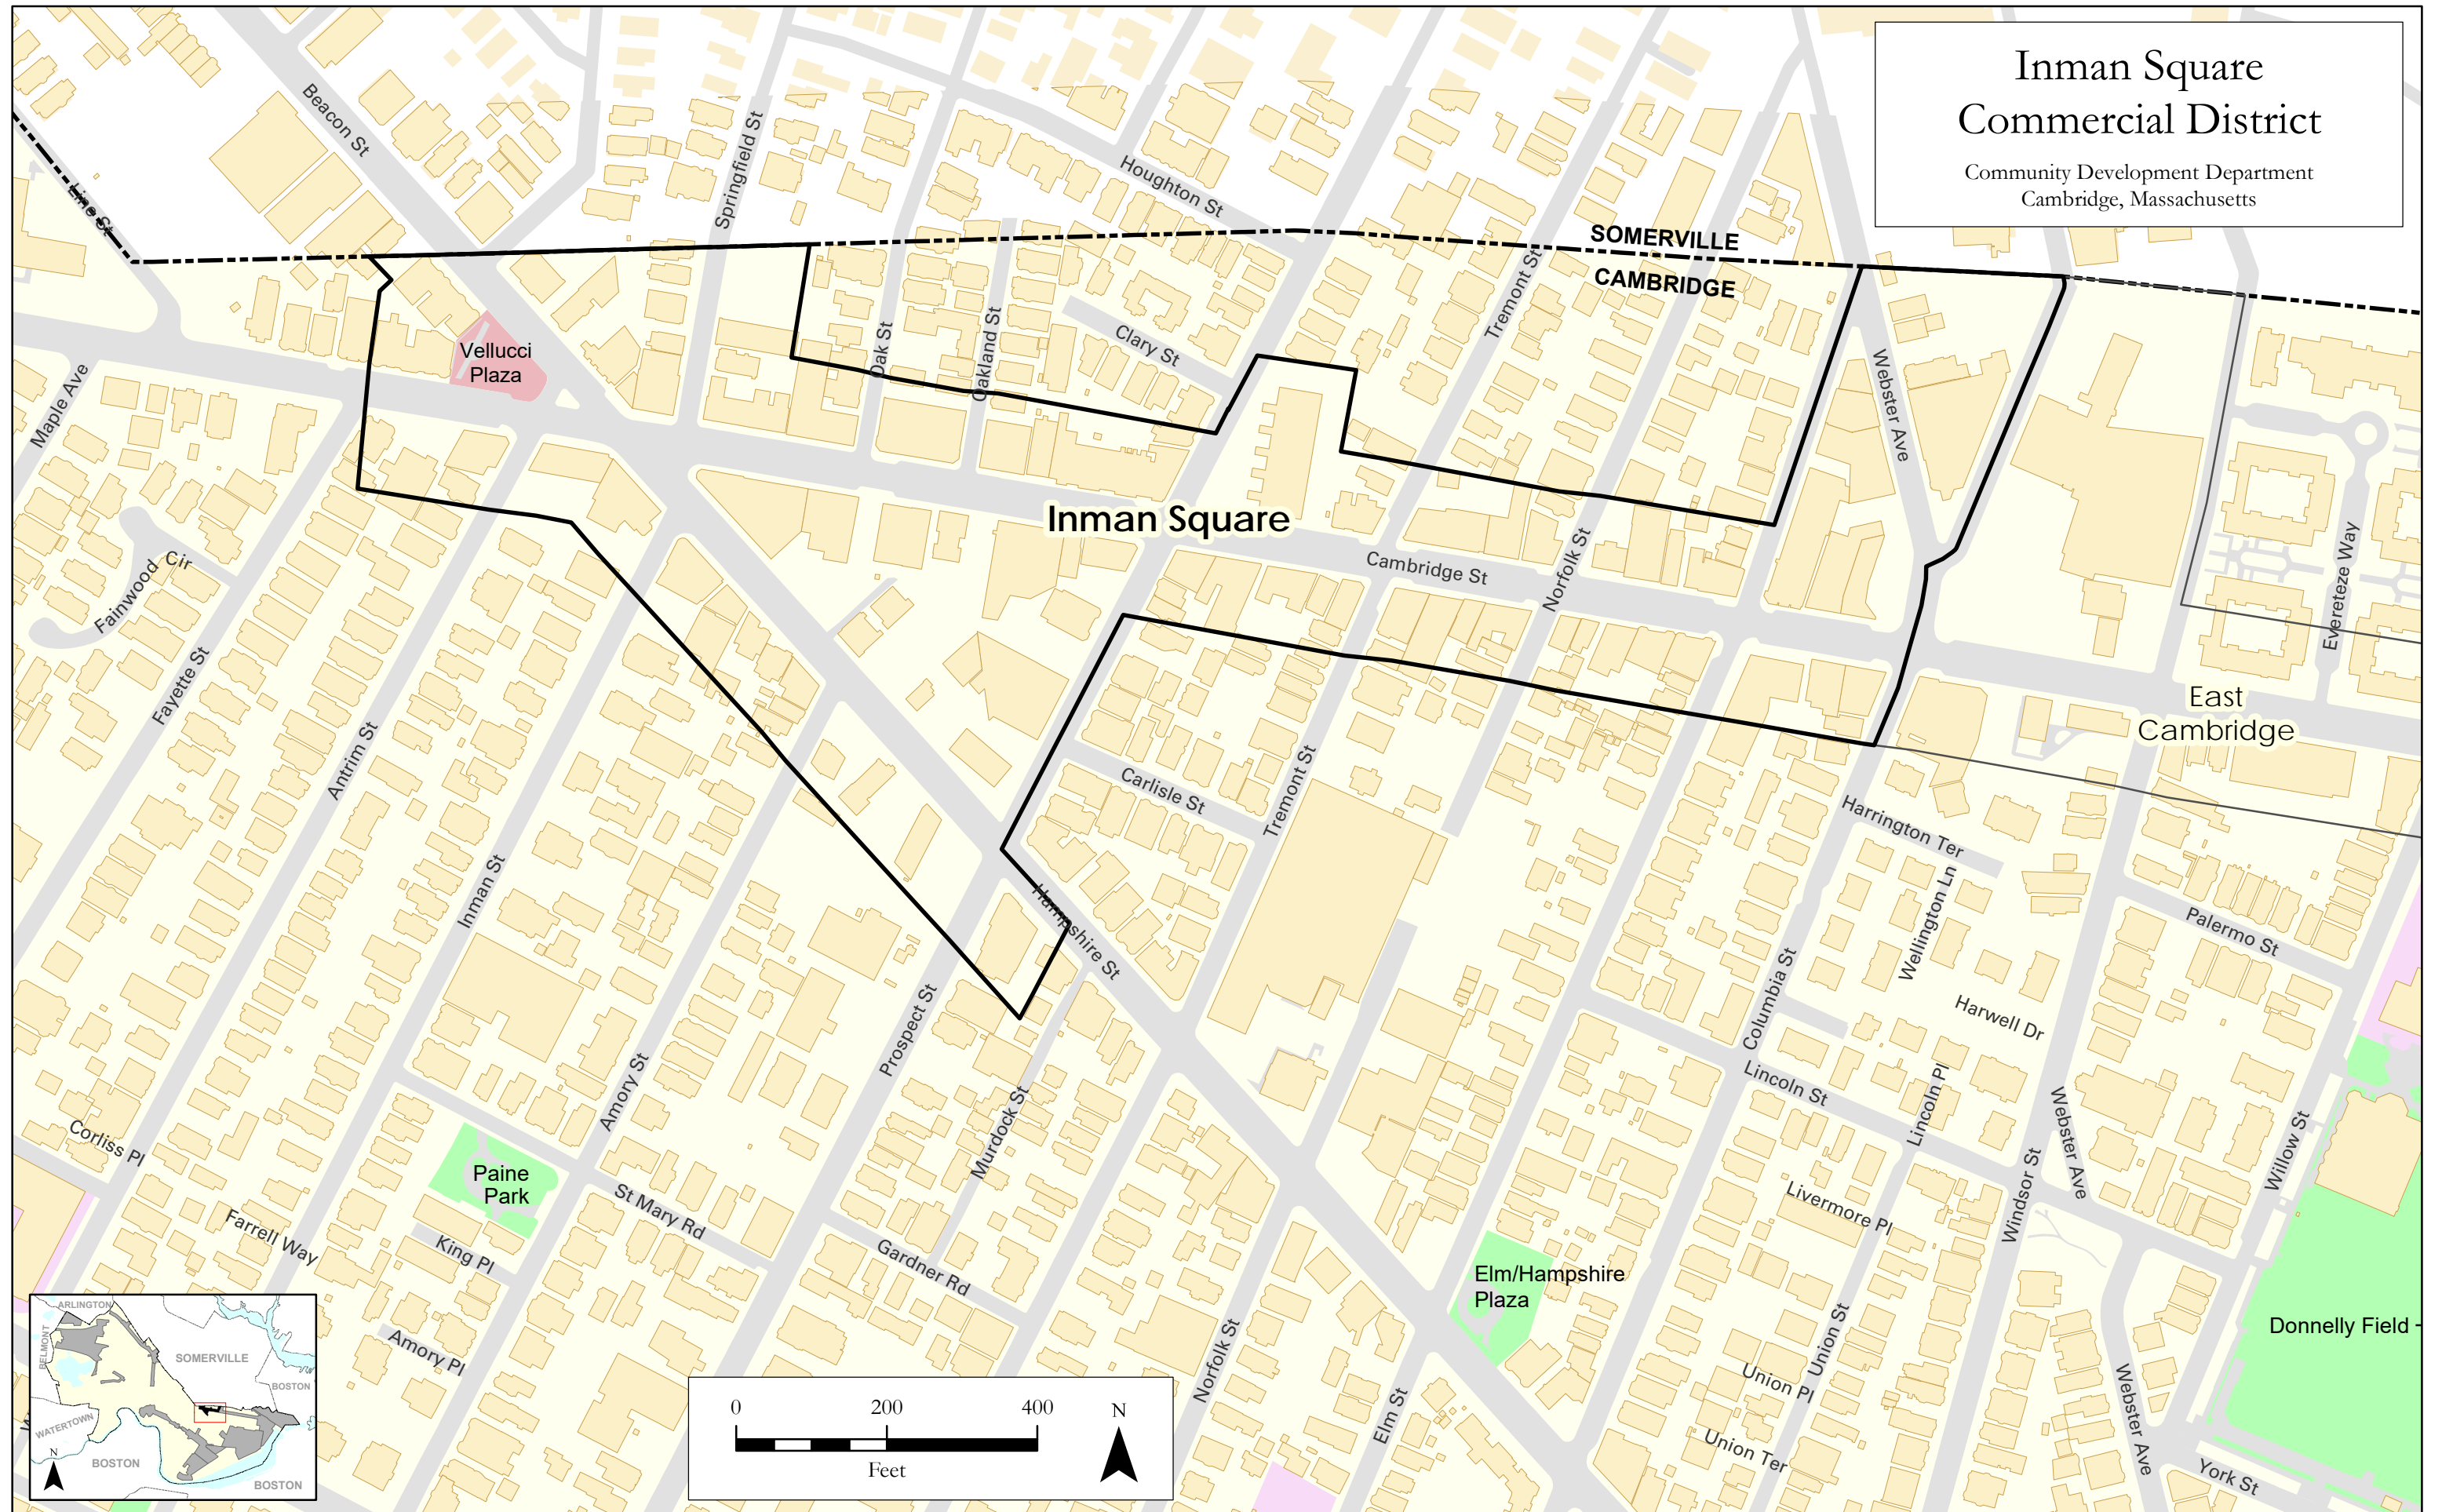 Inman Square
Commercial District
Community Development Department
Cambridge, Massachusetts
Beacon St
Line St
Springfield St
Houghton St
SOMERVILLE
CAMBRIDGE
Tremont St
Vellucci
Plaza
Oak St
Oakland St
Clary St
Webster Ave
Maple Ave
Inman Square
Cambridge St
Norfolk St
Evereteze Way
Fainwood Cir
Fayette St
Antrim St
East
Cambridge
Carlisle St
Tremont St
Harrington Ter
Wellington Ln
Inman St
Hampshire St
Palermo St
Prospect St
Columbia St
Harwell Dr
Amory St
Murdock St
Lincoln St
Lincoln Pl
Webster Ave
Willow St
Corliss Pl
Paine
Park
St Mary Rd
Farrell Way
King Pl
Gardner Rd
Livermore Pl
Windsor St
Elm/Hampshire
Plaza
Donnelly Field
Amory Pl
Norfolk St
Elm St
Union St
Union Pl
Union Ter
Webster Ave
York St
ARLINGTON
BELMONT
SOMERVILLE
BOSTON
WATERTOWN
N
BOSTON
BOSTON
0 200 400
Feet
N